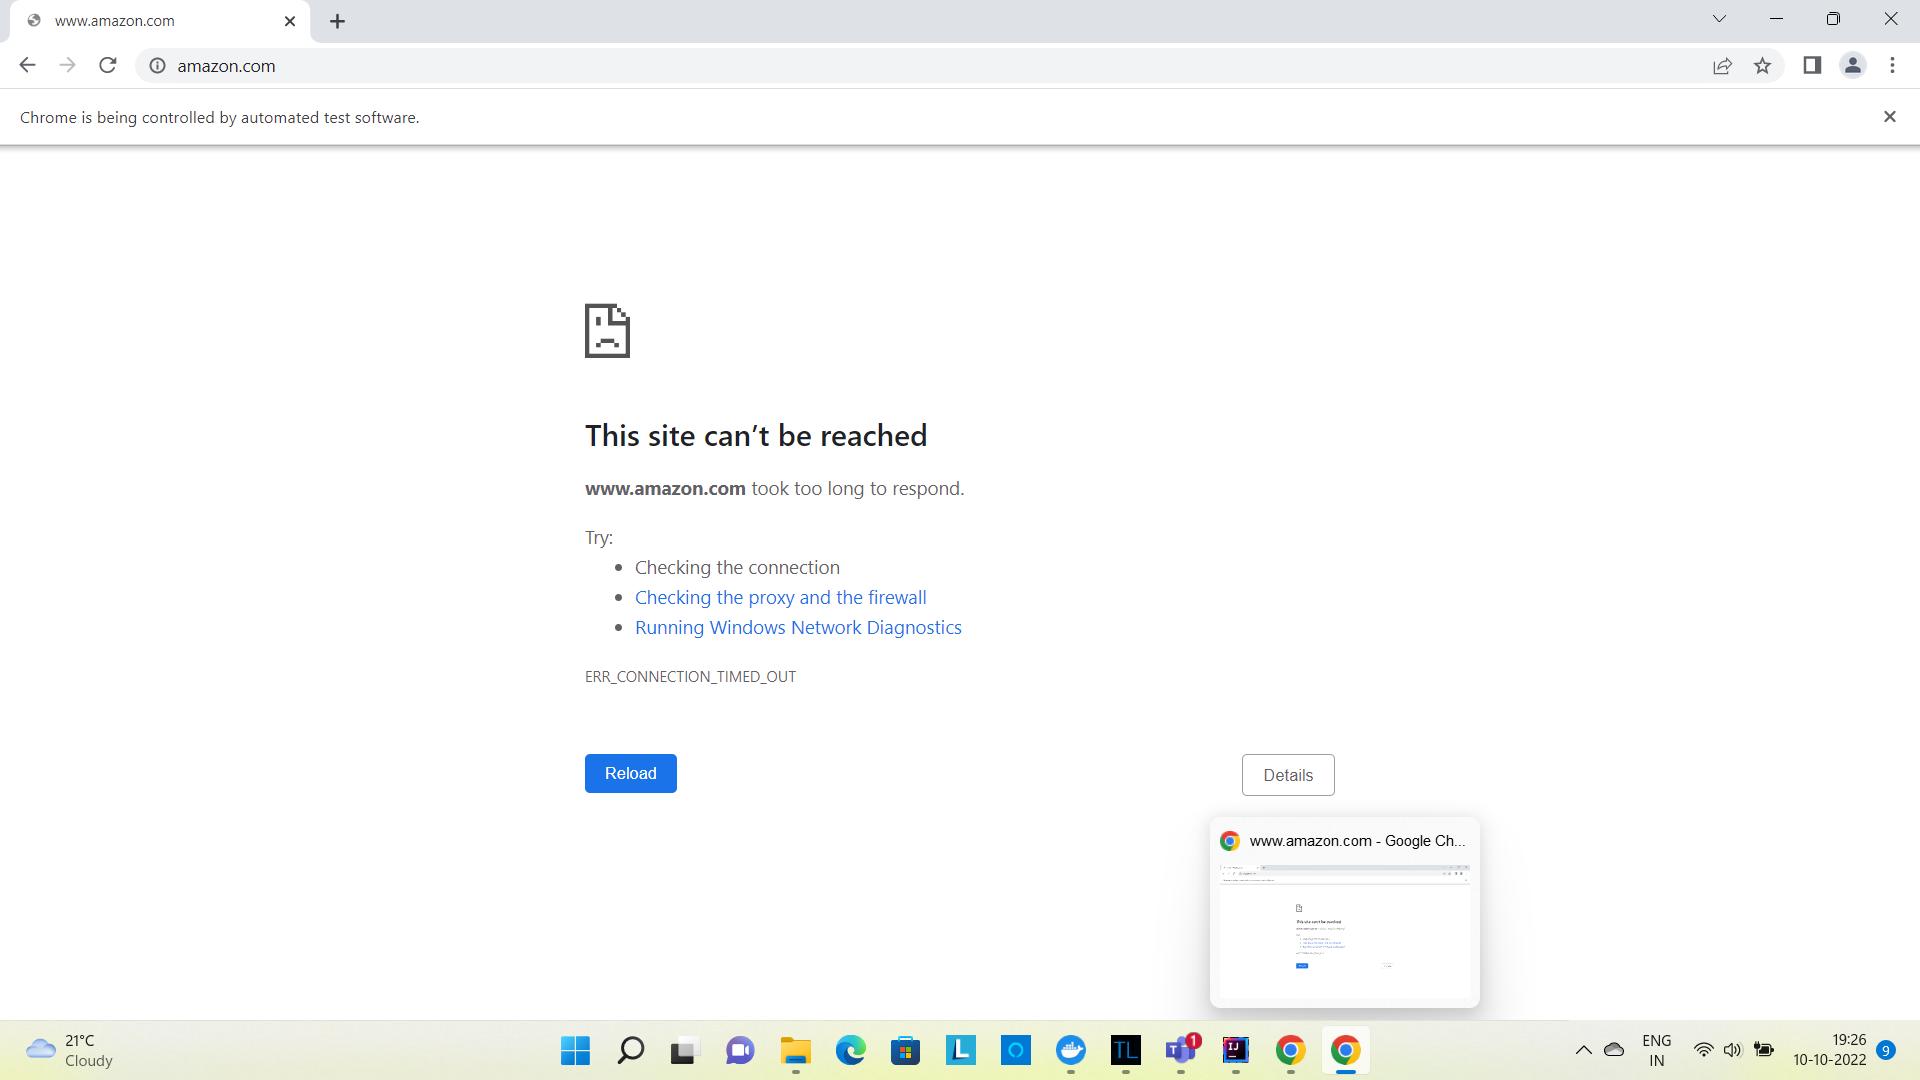 www.amazon.com
amazon.com
Chrome is being controlled by automated test software.
This site can't be reached
www.amazon.com took too long to respond.
Try:
Checking the connection
Checking the proxy and the firewall
Running Windows Network Diagnostics
ERR_CONNECTION_TIMED_OUT
Reload
Details
www.amazon.com - Google Ch...
21°C
Cloudy
L
TL
1
IJ
ENG
IN
19:26
10-10-2022
9